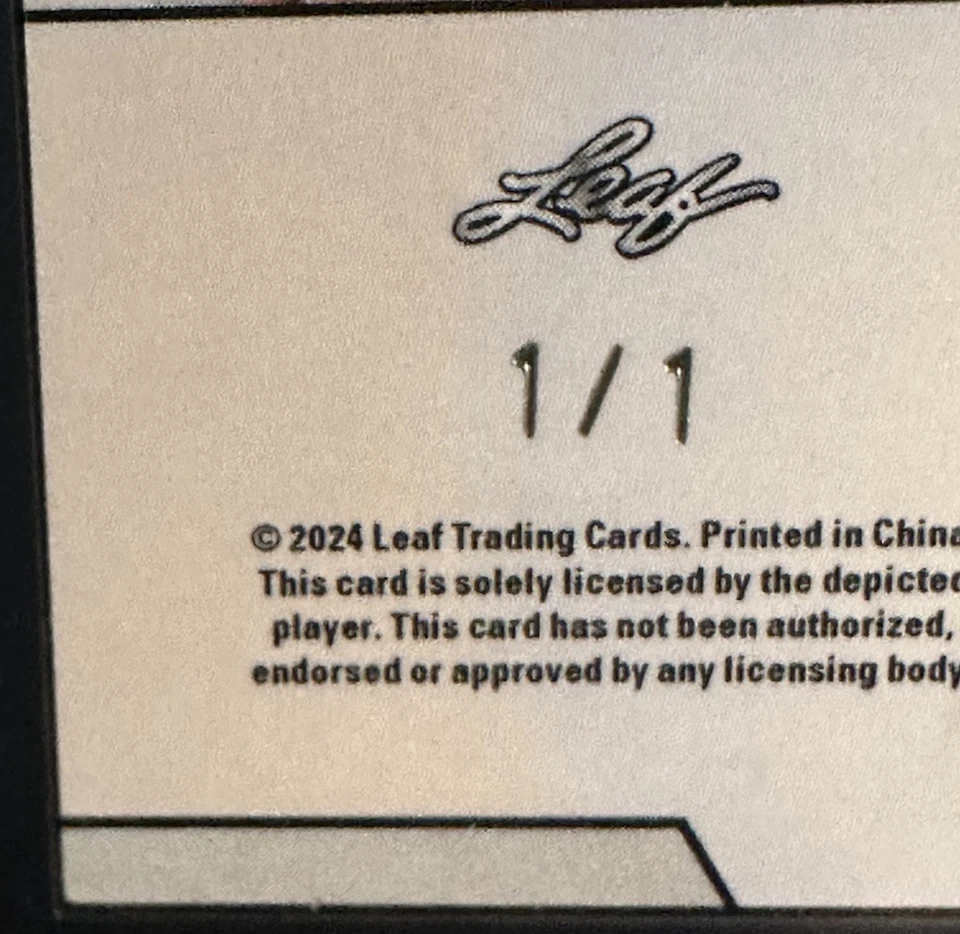 Leaf
1/1
© 2024 Leaf Trading Cards. Printed in China
This card is solely licensed by the depicted
player. This card has not been authorized,
endorsed or approved by any licensing body